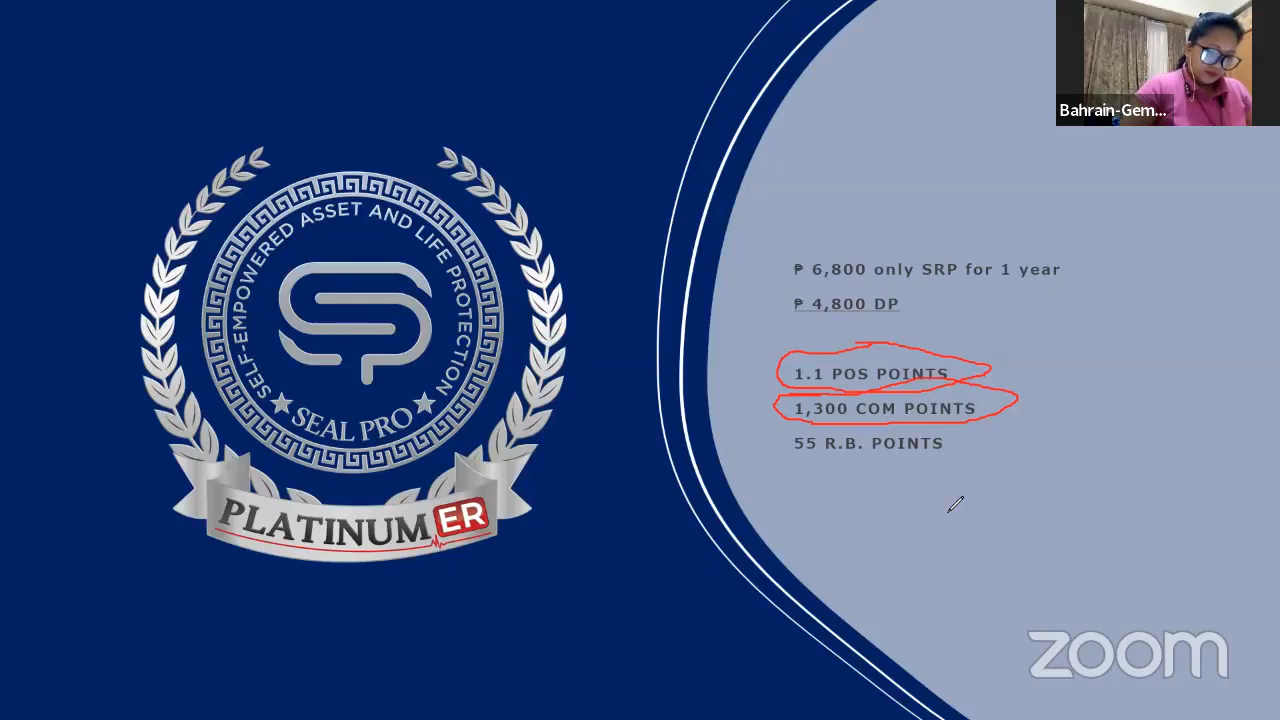 Bahrain-Gem...
SELF-EMPOWERED ASSET AND LIFE PROTECTION
SEAL PRO
PLATINUM ER
₱ 6,800 only SRP for 1 year
₱ 4,800 DP
1.1 POS POINTS
1,300 COM POINTS
55 R.B. POINTS
zoom